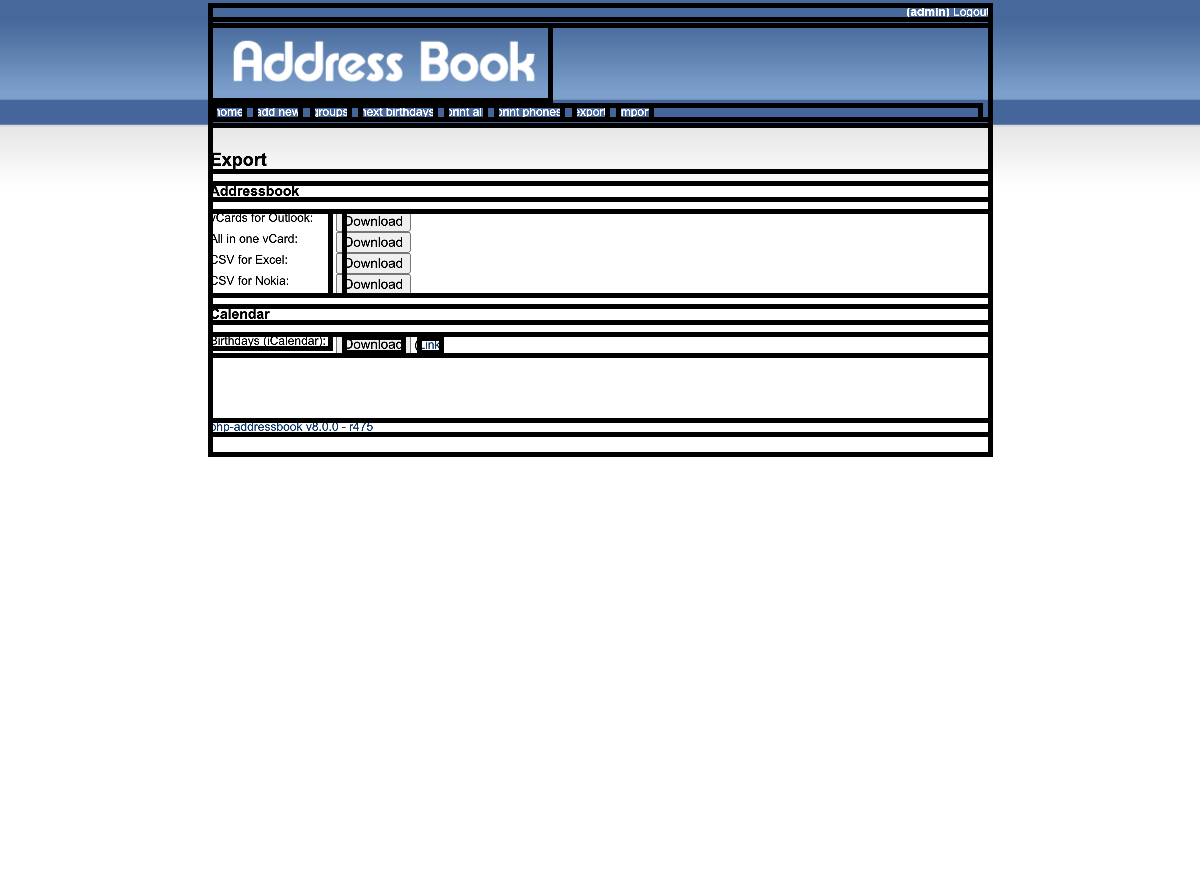 (admin) Logout
Address Book
home add new groups next birthdays print all print phones export import
Export
Addressbook
vCards for Outlook: Download
All in one vCard: Download
CSV for Excel: Download
CSV for Nokia: Download
Calendar
Birthdays (iCalendar): Download (Link
php-addressbook v8.0.0 - r475